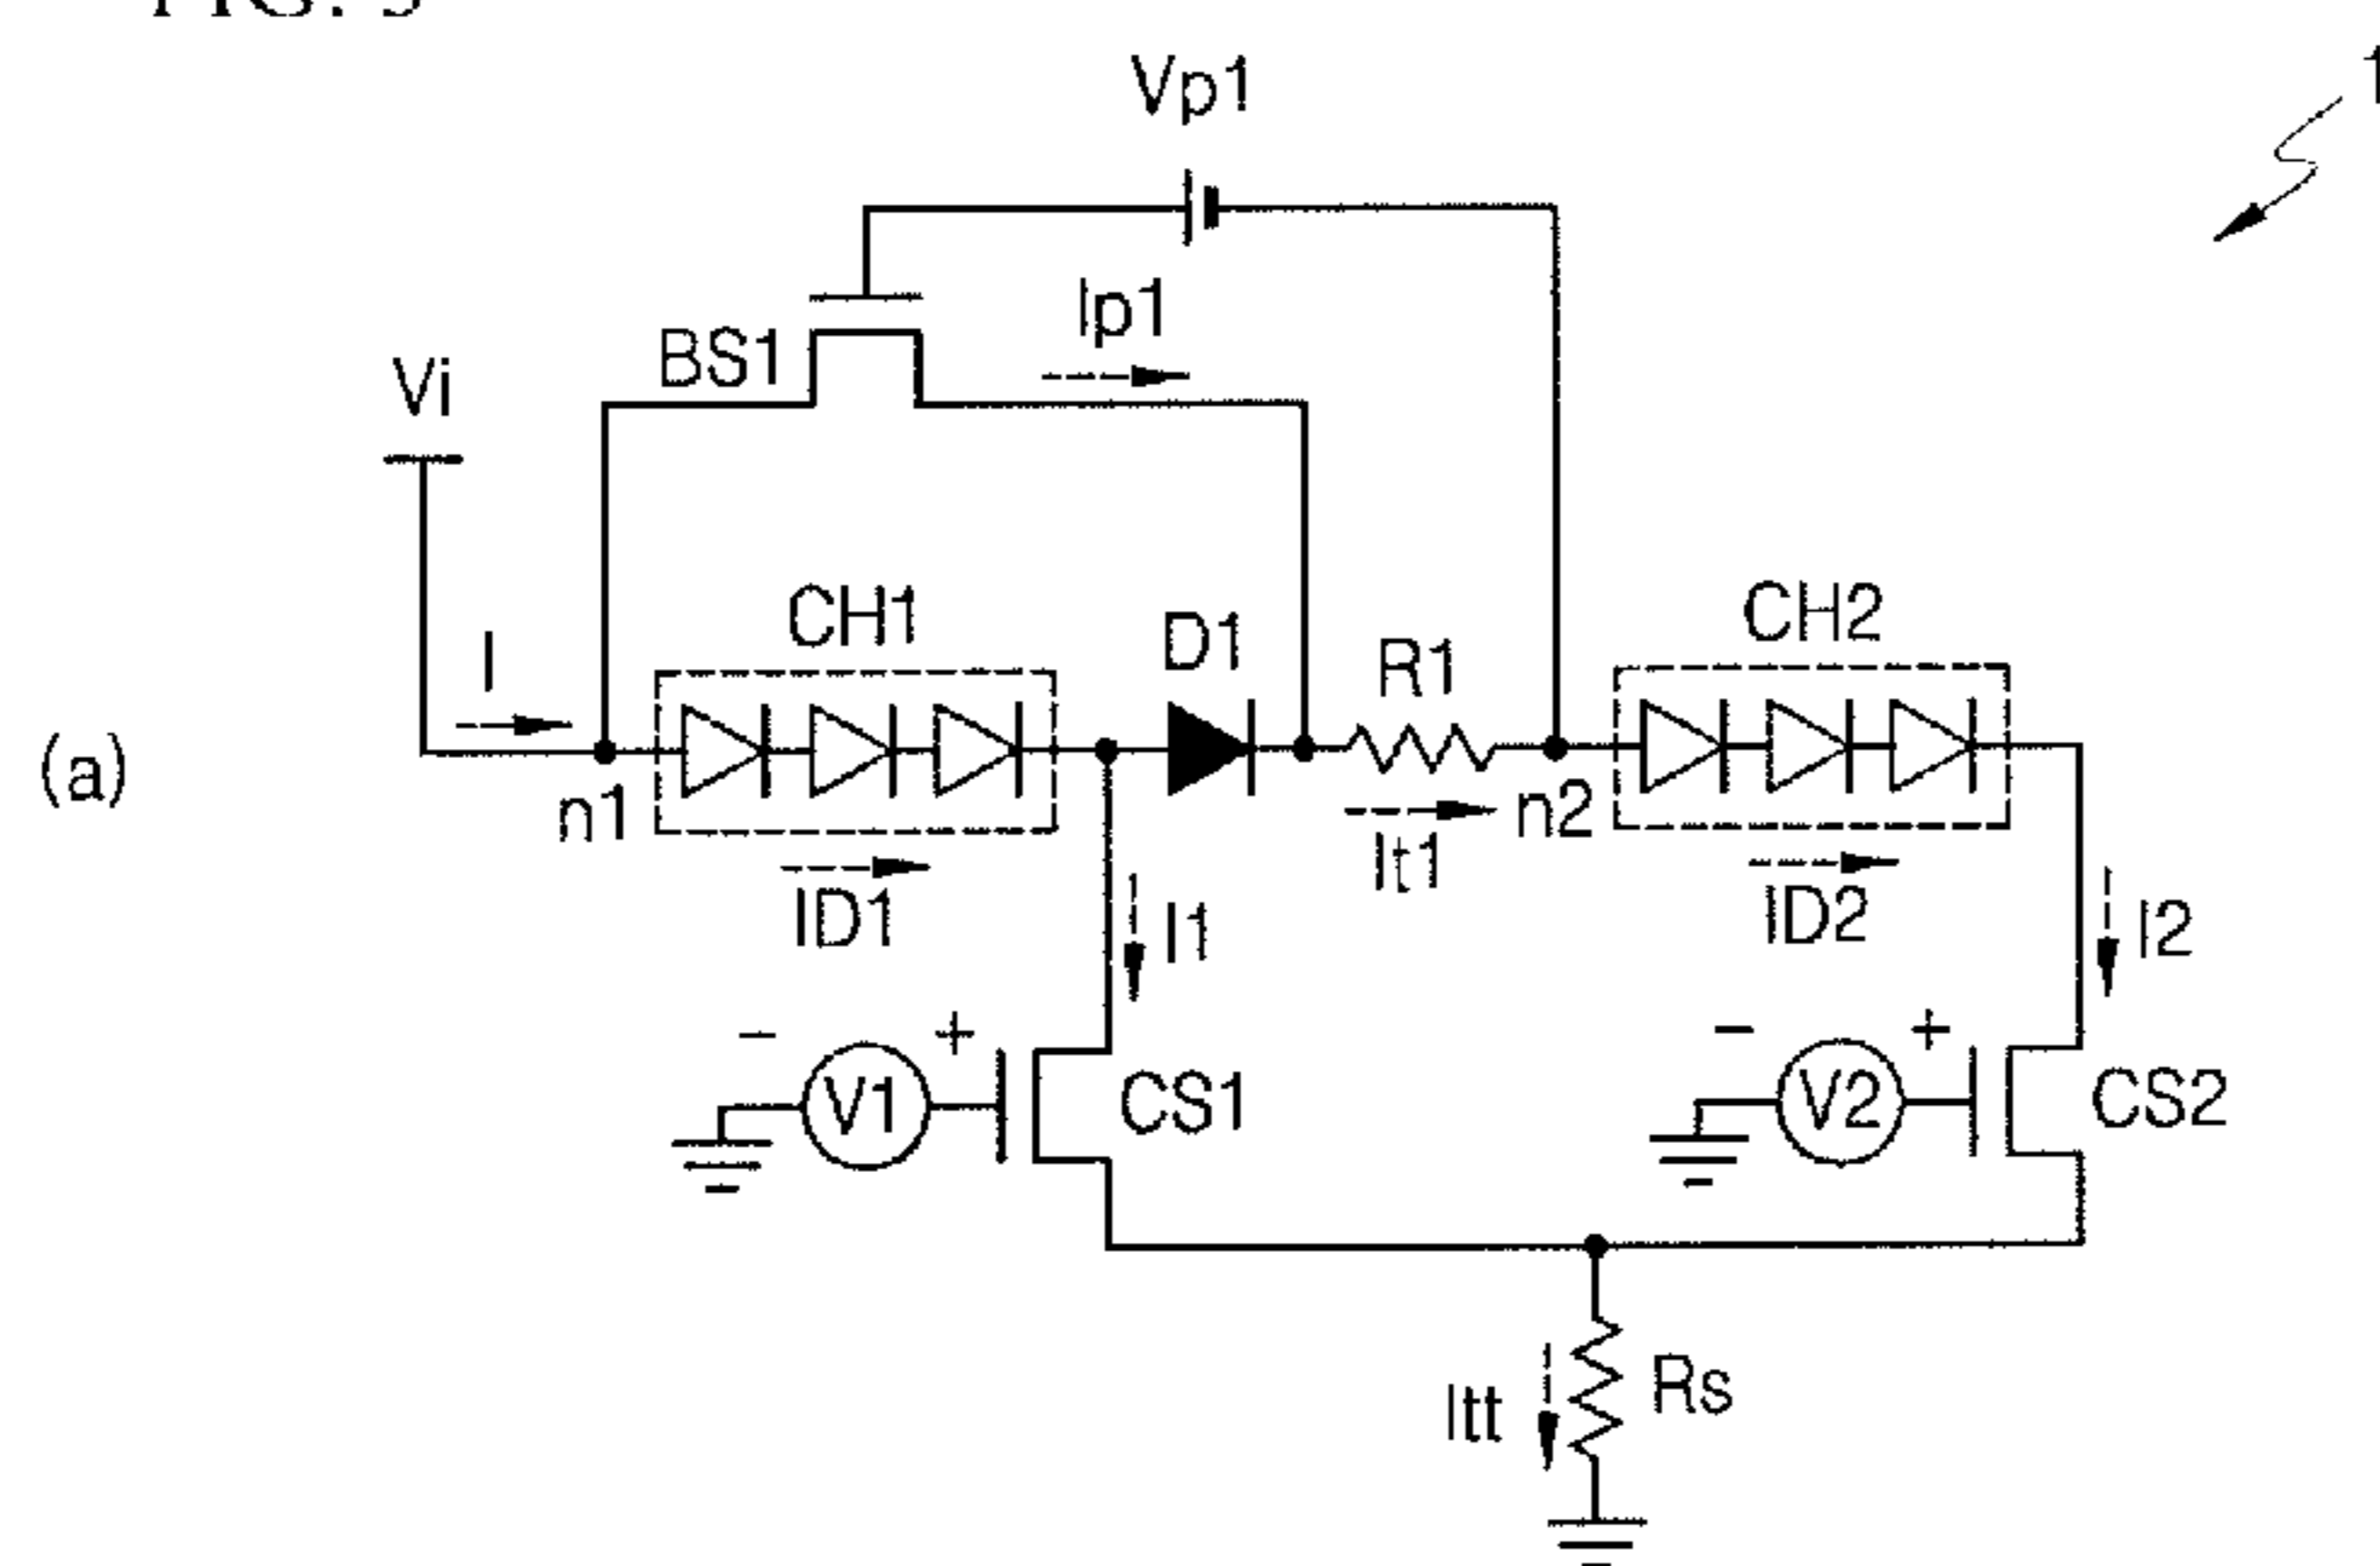 Vp1
1
Ip1
BS1
Vi
CH1
CH2
D1
R1
I
(a)
n1
n2
It1
ID1
ID2
I1
I2
- +
- +
V1
CS1
V2
CS2
Itt
Rs